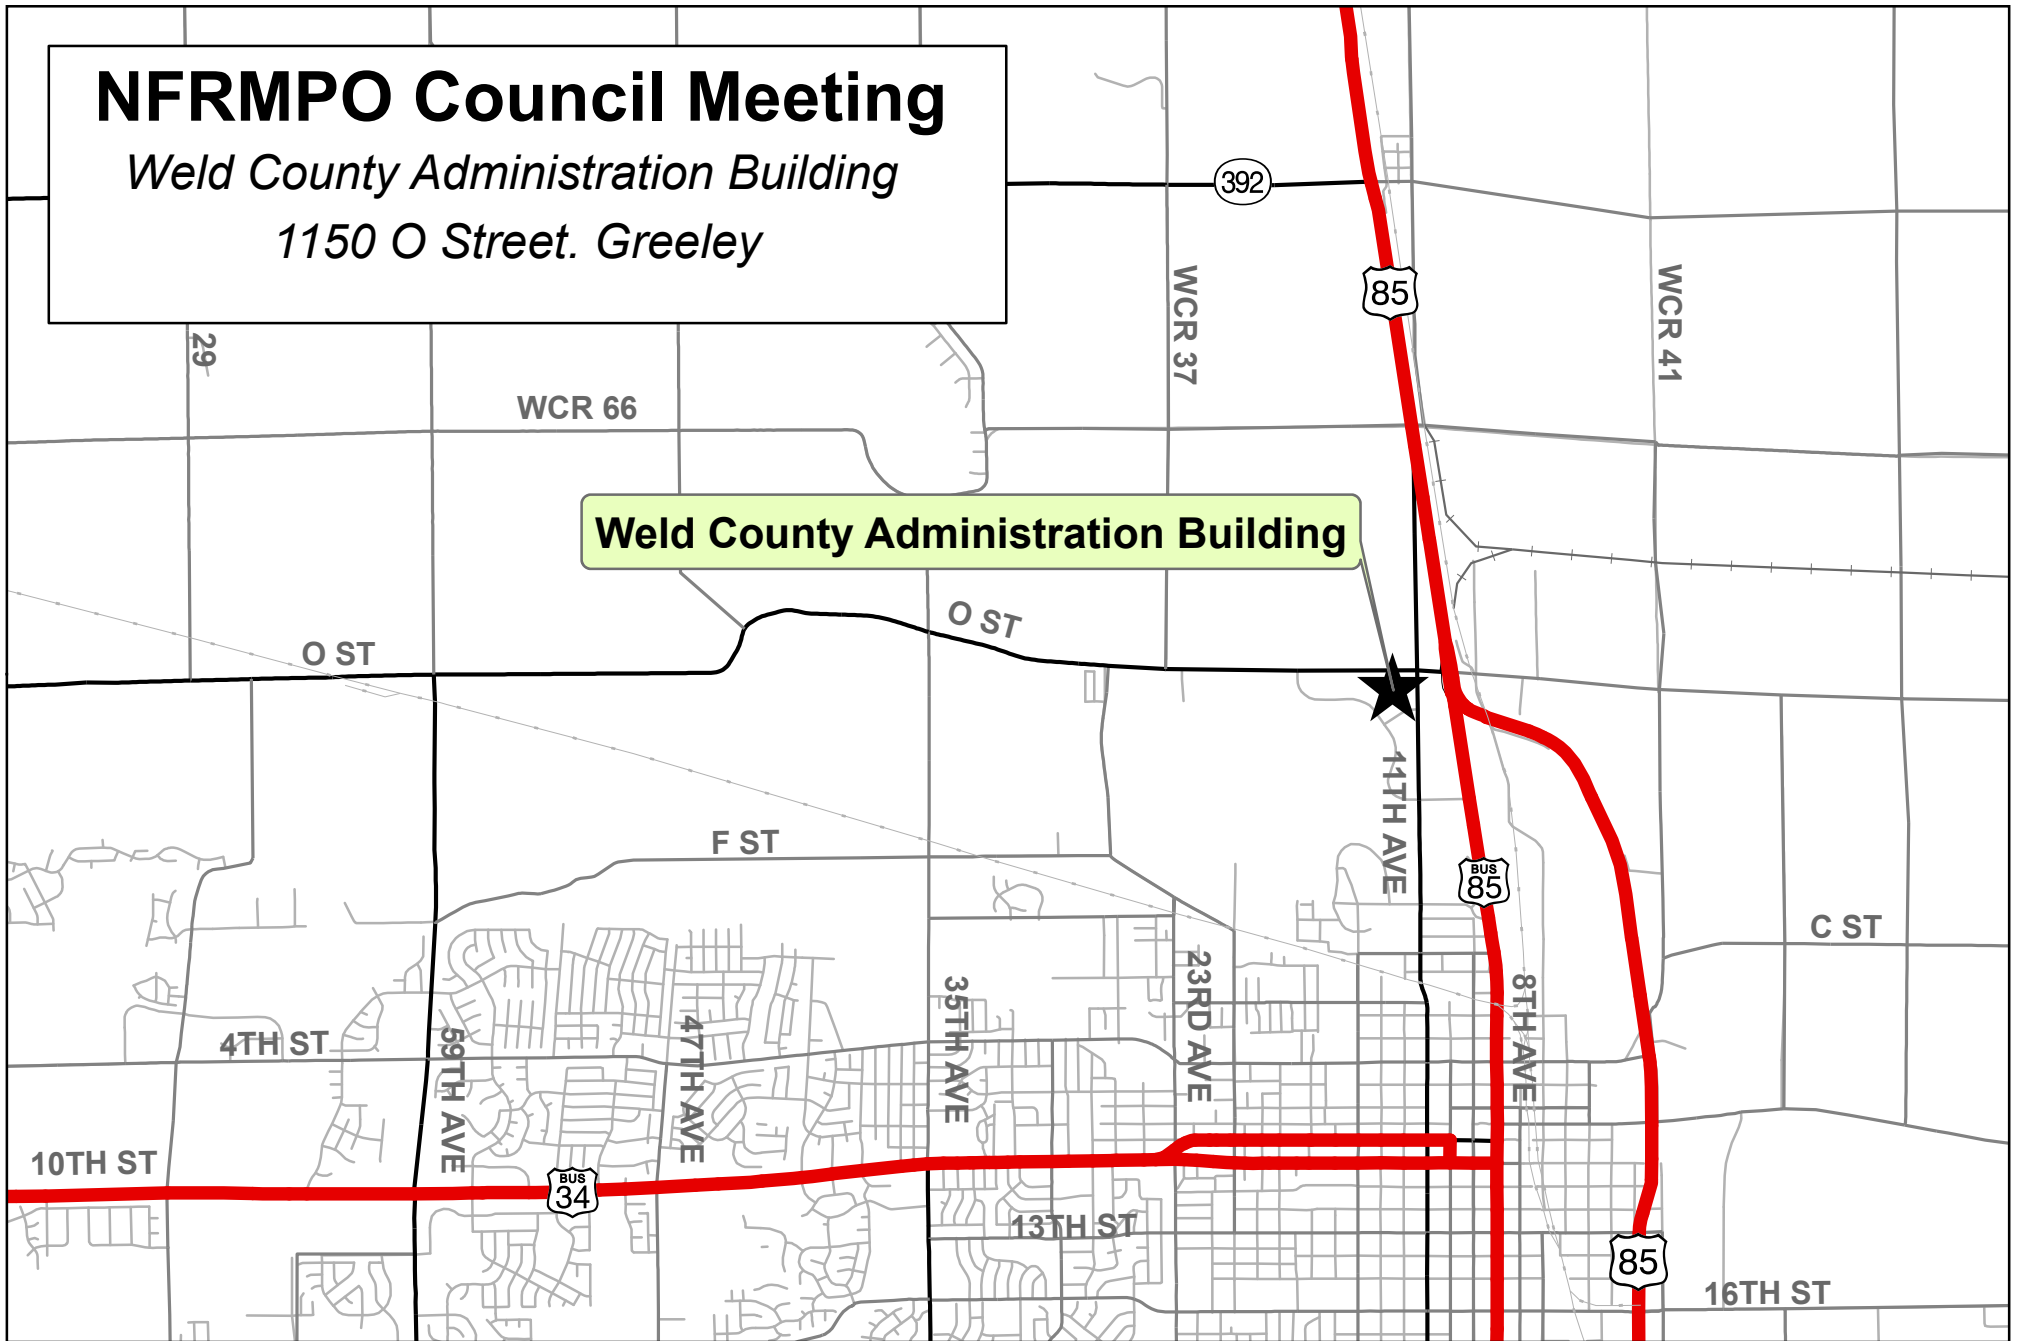 NFRMPO Council Meeting
Weld County Administration Building
1150 O Street. Greeley
392
85
WCR 37
WCR 41
29
WCR 66
Weld County Administration Building
O ST
O ST
11TH AVE
F ST
BUS
85
C ST
35TH AVE
23RD AVE
8TH AVE
4TH ST
59TH AVE
47TH AVE
10TH ST
BUS
34
13TH ST
85
16TH ST